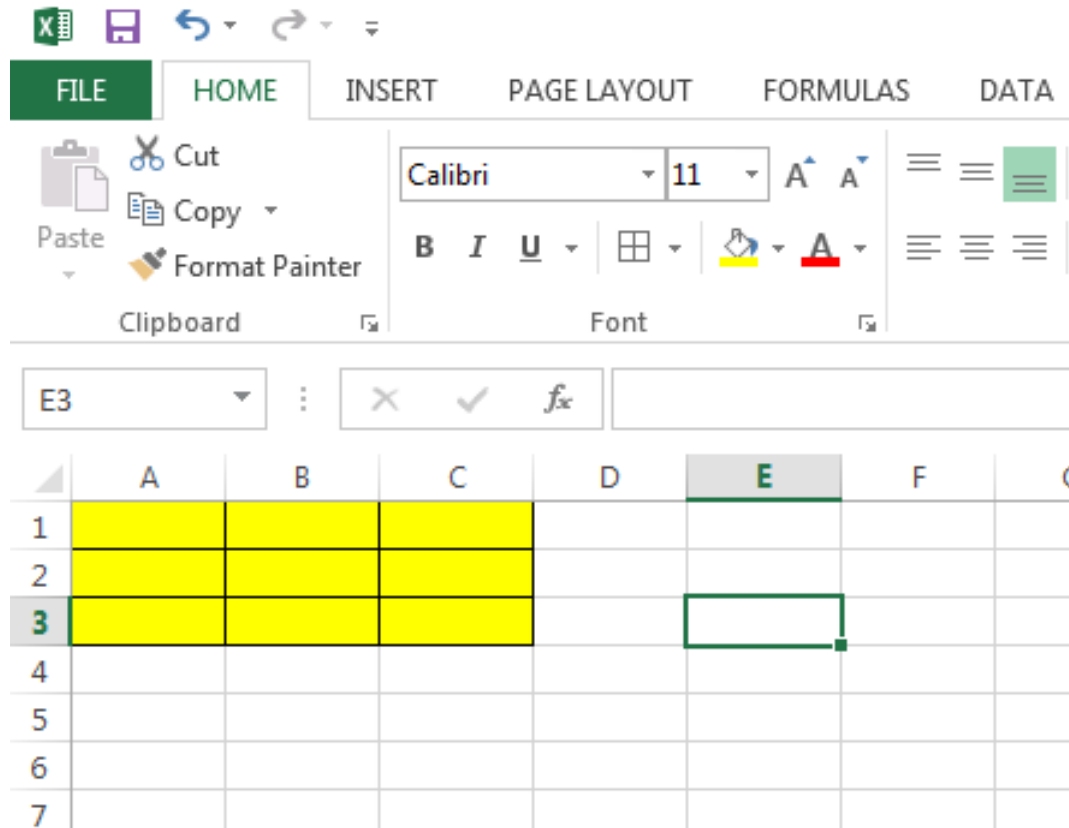 FILE HOME INSERT PAGE LAYOUT FORMULAS DATA
Cut
Copy
Paste
Format Painter
Calibri 11 A A
B I U A
Clipboard Font
E3 fx
A B C D E F
1
2
3
4
5
6
7